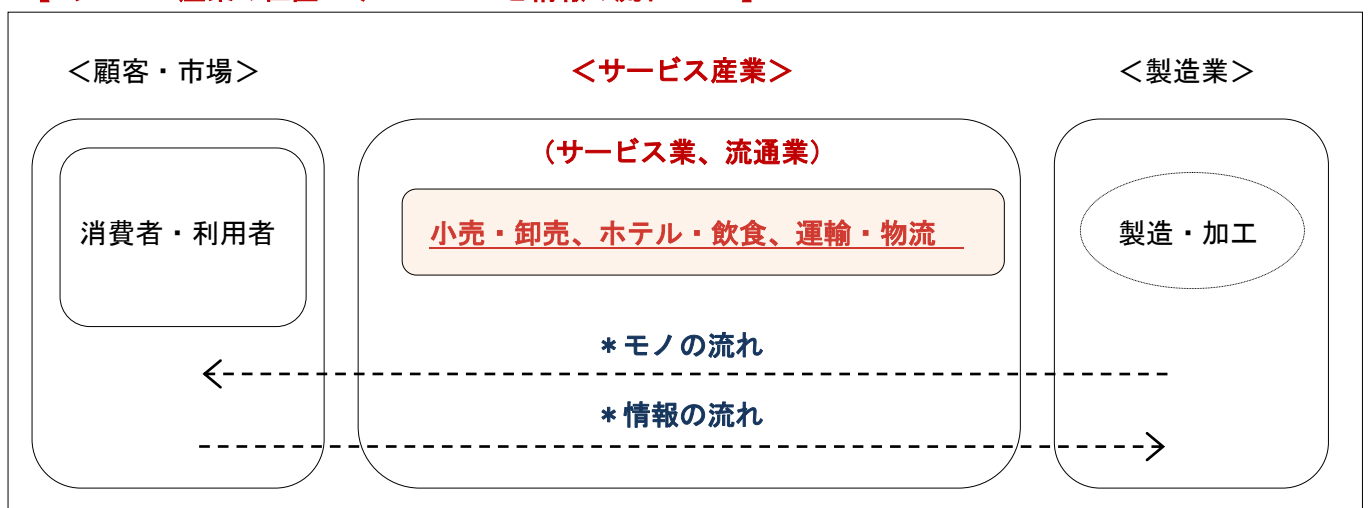 ＜顧客・市場＞
＜サービス産業＞
＜製造業＞
（サービス業、流通業）
消費者・利用者
小売・卸売、ホテル・飲食、運輸・物流
製造・加工
＊モノの流れ
＊情報の流れ